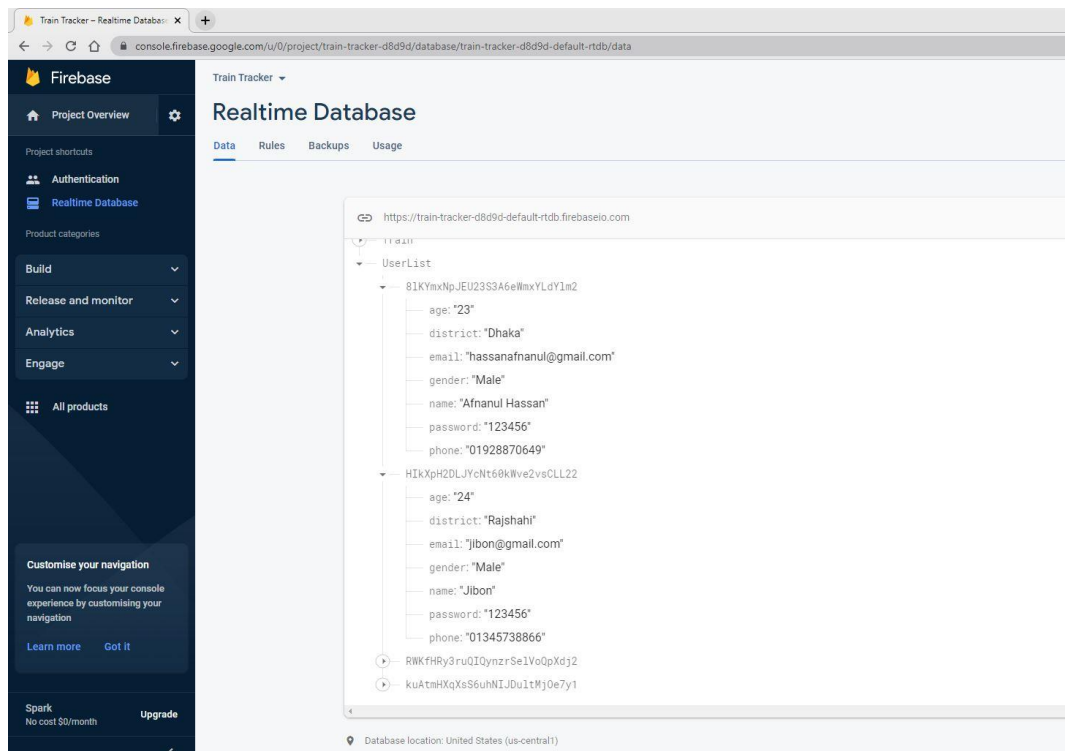 Train Tracker – Realtime Databas
console.firebase.google.com/u/0/project/train-tracker-d8d9d/database/train-tracker-d8d9d-default-rtdb/data
Firebase
Project Overview
Project shortcuts
Authentication
Realtime Database
Product categories
Build
Release and monitor
Analytics
Engage
All products
Customise your navigation
You can now focus your console
experience by customising your
navigation
Learn more Got it
Spark
No cost $0/month
Upgrade
Train Tracker
Realtime Database
Data Rules Backups Usage
https://train-tracker-d8d9d-default-rtdb.firebaseio.com
Train
UserList
8lKYmxNpJEU23S3A6eWmxYLdYlm2
age: "23"
district: "Dhaka"
email: "hassanafnanul@gmail.com"
gender: "Male"
name: "Afnanul Hassan"
password: "123456"
phone: "01928870649"
HIkXpH2DLJYcNt60kWve2vsCLL22
age: "24"
district: "Rajshahi"
email: "jibon@gmail.com"
gender: "Male"
name: "Jibon"
password: "123456"
phone: "01345738866"
RWKfHRy3ruQIQynzrSelVoQpXdj2
kuAtmHXqXsS6uhNIJDultMjOe7y1
Database location: United States (us-central1)